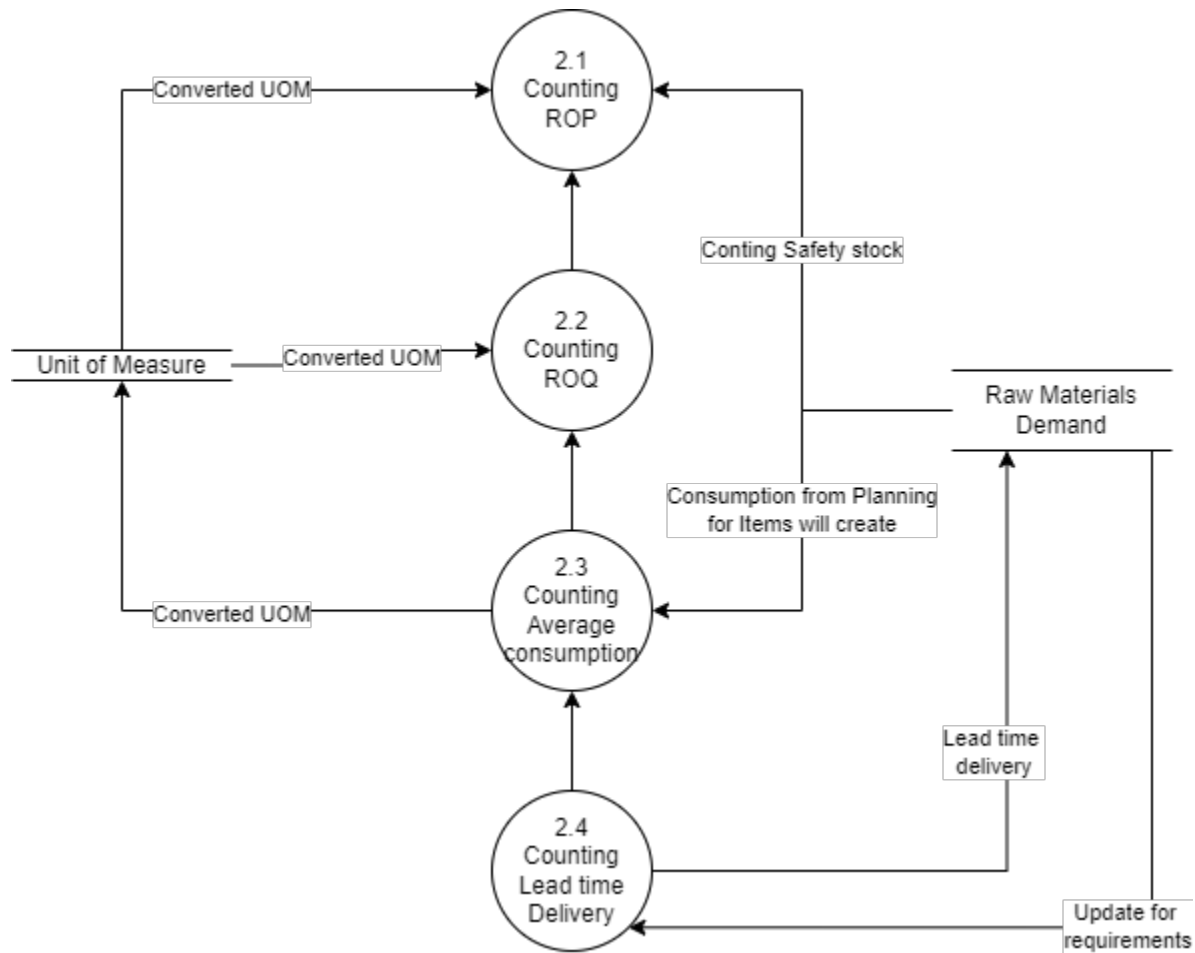 2.1
Counting
ROP
Converted UOM
Conting Safety stock
2.2
Counting
ROQ
Unit of Measure
Converted UOM
Raw Materials
Demand
Consumption from Planning
for Items will create
2.3
Counting
Average
consumption
Converted UOM
Lead time
delivery
2.4
Counting
Lead time
Delivery
Update for
requirements